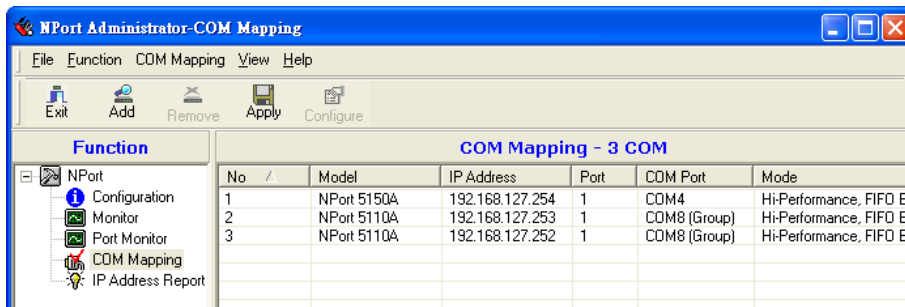 NPort Administrator-COM Mapping
File Function COM Mapping View Help
Exit Add Remove Apply Configure
Function
COM Mapping - 3 COM
NPort
Configuration
Monitor
Port Monitor
COM Mapping
IP Address Report
No Model IP Address Port COM Port Mode
1 NPort 5150A 192.168.127.254 1 COM4 Hi-Performance, FIFO E
2 NPort 5110A 192.168.127.253 1 COM8 (Group) Hi-Performance, FIFO E
3 NPort 5110A 192.168.127.252 1 COM8 (Group) Hi-Performance, FIFO E